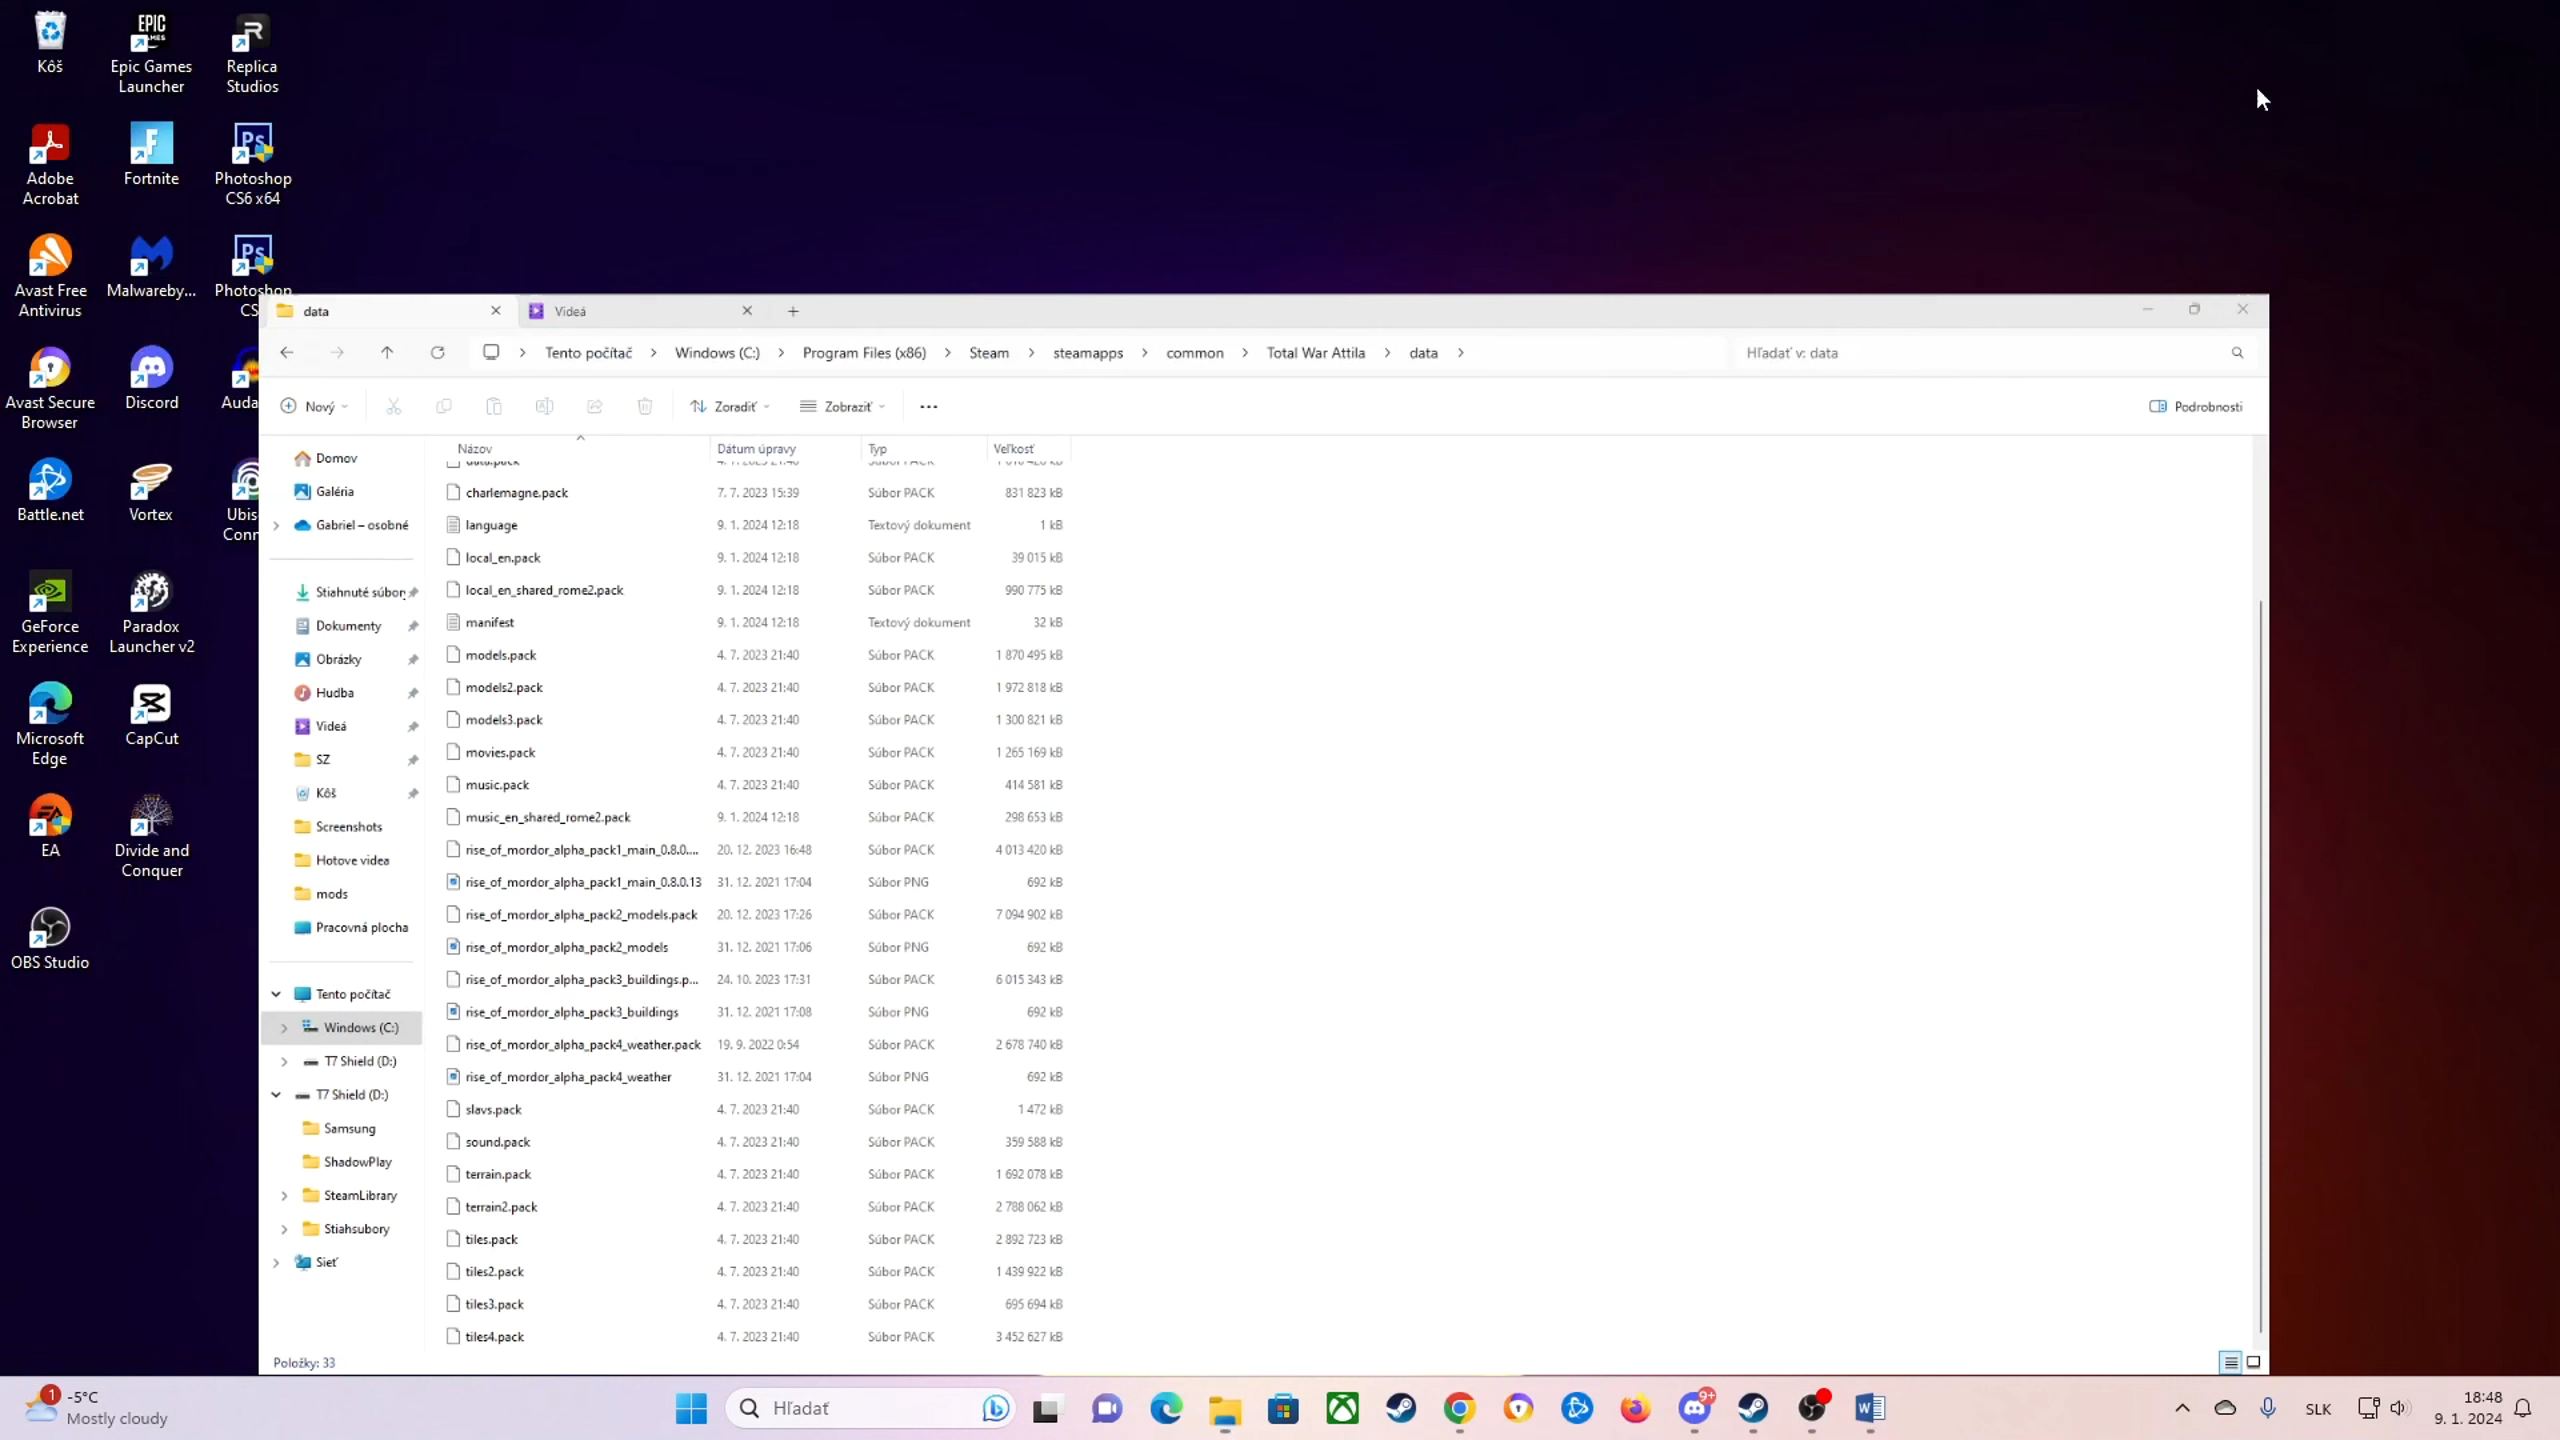 Kôš
Epic Games
Launcher
Replica
Studios
Adobe
Acrobat
Fortnite
Photoshop
CS6 x64
Avast Free
Antivirus
Malwareby...
Photoshop
CS
Avast Secure
Browser
Discord
Auda
Battle.net
Vortex
Ubis
Conn
GeForce
Experience
Paradox
Launcher v2
Microsoft
Edge
CapCut
EA
Divide and
Conquer
OBS Studio
data
Videá
Tento počítač > Windows (C:) > Program Files (x86) > Steam > steamapps > common > Total War Attila > data >
Hľadať v: data
Nový
Zoradiť
Zobraziť
Podrobnosti
Domov
Galéria
Gabriel – osobné
Stiahnuté súbory
Dokumenty
Obrázky
Hudba
Videá
SZ
Kôš
Screenshots
Hotove videa
mods
Pracovná plocha
Tento počítač
Windows (C:)
T7 Shield (D:)
T7 Shield (D:)
Samsung
ShadowPlay
SteamLibrary
Stiahsubory
Sieť
Názov Dátum úpravy Typ Veľkosť
charlemagne.pack 7. 7. 2023 15:39 Súbor PACK 831 823 kB
language 9. 1. 2024 12:18 Textový dokument 1 kB
local_en.pack 9. 1. 2024 12:18 Súbor PACK 39 015 kB
local_en_shared_rome2.pack 9. 1. 2024 12:18 Súbor PACK 990 775 kB
manifest 9. 1. 2024 12:18 Textový dokument 32 kB
models.pack 4. 7. 2023 21:40 Súbor PACK 1 870 495 kB
models2.pack 4. 7. 2023 21:40 Súbor PACK 1 972 818 kB
models3.pack 4. 7. 2023 21:40 Súbor PACK 1 300 821 kB
movies.pack 4. 7. 2023 21:40 Súbor PACK 1 265 169 kB
music.pack 4. 7. 2023 21:40 Súbor PACK 414 581 kB
music_en_shared_rome2.pack 9. 1. 2024 12:18 Súbor PACK 298 653 kB
rise_of_mordor_alpha_pack1_main_0.8.0.... 20. 12. 2023 16:48 Súbor PACK 4 013 420 kB
rise_of_mordor_alpha_pack1_main_0.8.0.13 31. 12. 2021 17:04 Súbor PNG 692 kB
rise_of_mordor_alpha_pack2_models.pack 20. 12. 2023 17:26 Súbor PACK 7 094 902 kB
rise_of_mordor_alpha_pack2_models 31. 12. 2021 17:06 Súbor PNG 692 kB
rise_of_mordor_alpha_pack3_buildings.p... 24. 10. 2023 17:31 Súbor PACK 6 015 343 kB
rise_of_mordor_alpha_pack3_buildings 31. 12. 2021 17:08 Súbor PNG 692 kB
rise_of_mordor_alpha_pack4_weather.pack 19. 9. 2022 0:54 Súbor PACK 2 678 740 kB
rise_of_mordor_alpha_pack4_weather 31. 12. 2021 17:04 Súbor PNG 692 kB
slavs.pack 4. 7. 2023 21:40 Súbor PACK 1 472 kB
sound.pack 4. 7. 2023 21:40 Súbor PACK 359 588 kB
terrain.pack 4. 7. 2023 21:40 Súbor PACK 1 692 078 kB
terrain2.pack 4. 7. 2023 21:40 Súbor PACK 2 788 062 kB
tiles.pack 4. 7. 2023 21:40 Súbor PACK 2 892 723 kB
tiles2.pack 4. 7. 2023 21:40 Súbor PACK 1 439 922 kB
tiles3.pack 4. 7. 2023 21:40 Súbor PACK 695 694 kB
tiles4.pack 4. 7. 2023 21:40 Súbor PACK 3 452 627 kB
Položky: 33
1 -5°C
Mostly cloudy
Hľadať
9+
SLK
18:48
9. 1. 2024